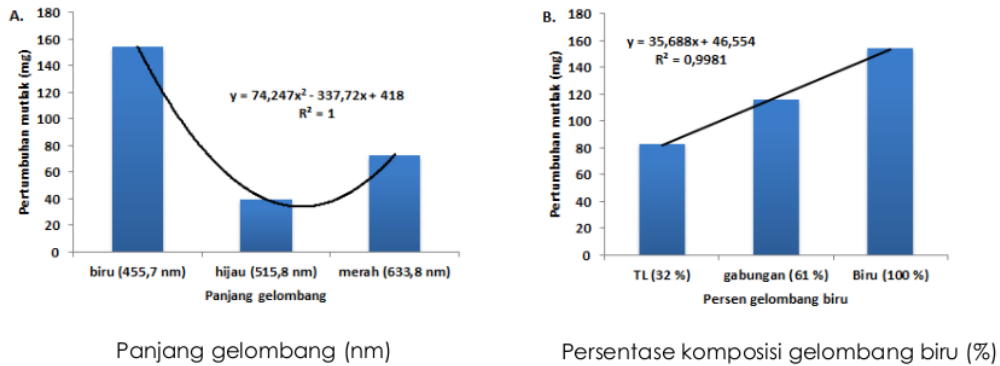 A.
Pertumbuhan mutlak (mg)
180
160
140
120
100
80
60
40
20
0
y = 74,247x² - 337,72x + 418
R² = 1
biru (455,7 nm) hijau (515,8 nm) merah (633,8 nm)
Panjang gelombang
Panjang gelombang (nm)
B.
Pertumbuhan mutlak (mg)
180
160
140
120
100
80
60
40
20
0
y = 35,688x + 46,554
R² = 0,9981
TL (32 %) gabungan (61 %) Biru (100 %)
Persen gelombang biru
Persentase komposisi gelombang biru (%)